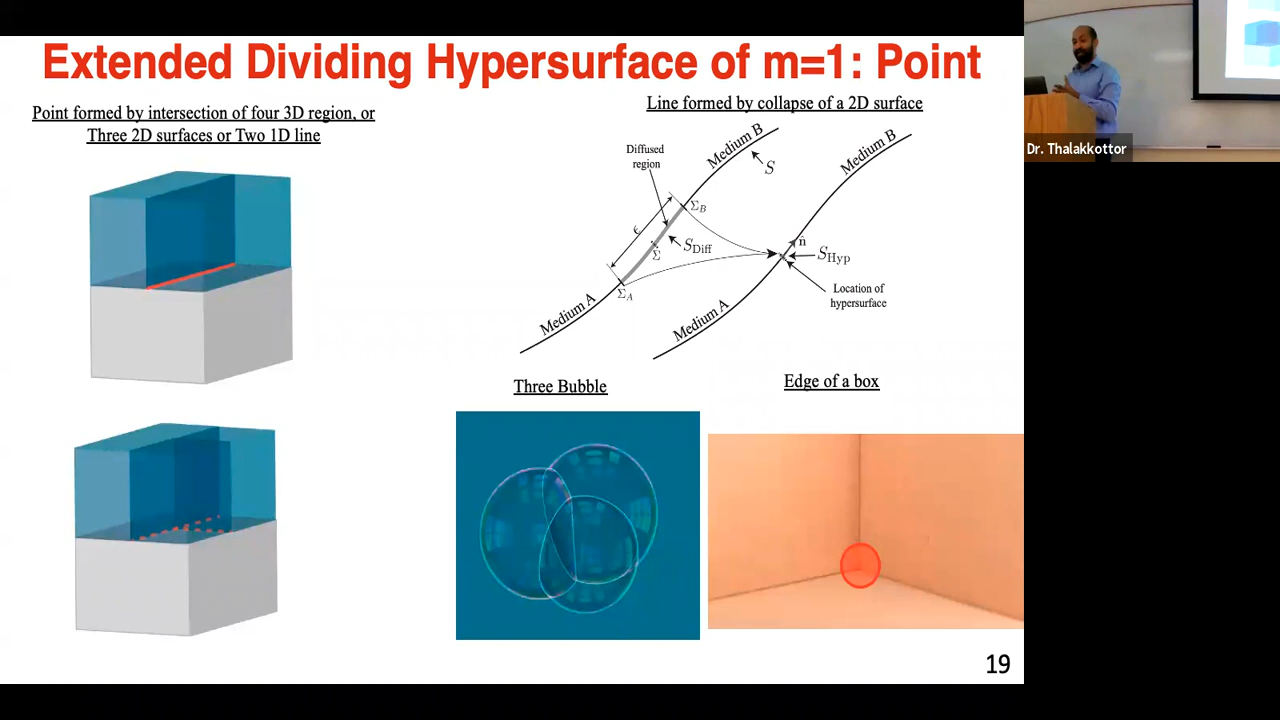 Extended Dividing Hypersurface of m=1: Point
Point formed by intersection of four 3D region, or
Three 2D surfaces or Two 1D line
Line formed by collapse of a 2D surface
Diffused
region
Medium B
S
Medium B
Σ_B
ϵ
S_Diff
Σ
n̂
S_Hyp
Σ_A
Location of
hypersurface
Medium A
Medium A
Three Bubble
Edge of a box
19
Dr. Thalakkottor